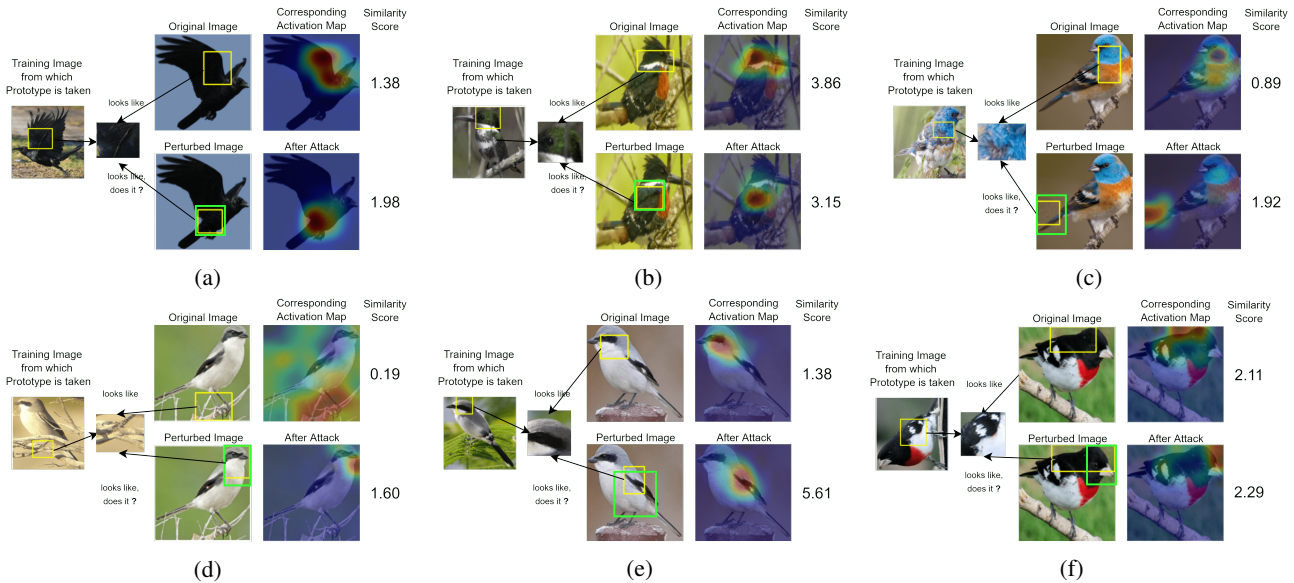 Original Image
Corresponding
Activation Map
Similarity
Score
Training Image
from which
Prototype is taken
looks like
1.38
Perturbed Image
After Attack
looks like,
does it ?
1.98
(a)
Original Image
Corresponding
Activation Map
Similarity
Score
Training Image
from which
Prototype is taken
looks like
3.86
Perturbed Image
After Attack
looks like,
does it ?
3.15
(b)
Original Image
Corresponding
Activation Map
Similarity
Score
Training Image
from which
Prototype is taken
looks like
0.89
Perturbed Image
After Attack
looks like,
does it ?
1.92
(c)
Original Image
Corresponding
Activation Map
Similarity
Score
Training Image
from which
Prototype is taken
looks like
0.19
Perturbed Image
After Attack
looks like,
does it ?
1.60
(d)
Original Image
Corresponding
Activation Map
Similarity
Score
Training Image
from which
Prototype is taken
looks like
1.38
Perturbed Image
After Attack
looks like,
does it ?
5.61
(e)
Original Image
Corresponding
Activation Map
Similarity
Score
Training Image
from which
Prototype is taken
looks like
2.11
Perturbed Image
After Attack
looks like,
does it ?
2.29
(f)